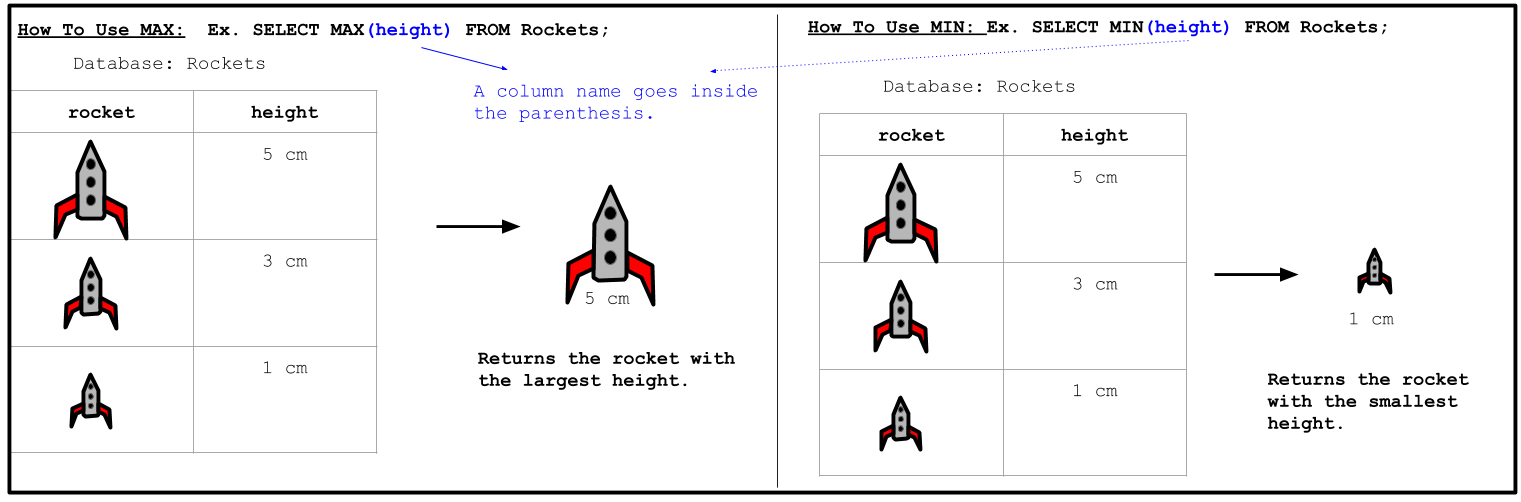 How To Use MAX: Ex. SELECT MAX(height) FROM Rockets;
Database: Rockets
rocket height
5 cm
3 cm
1 cm
A column name goes inside
the parenthesis.
5 cm
Returns the rocket with
the largest height.
How To Use MIN: Ex. SELECT MIN(height) FROM Rockets;
Database: Rockets
rocket height
5 cm
3 cm
1 cm
1 cm
Returns the rocket
with the smallest
height.